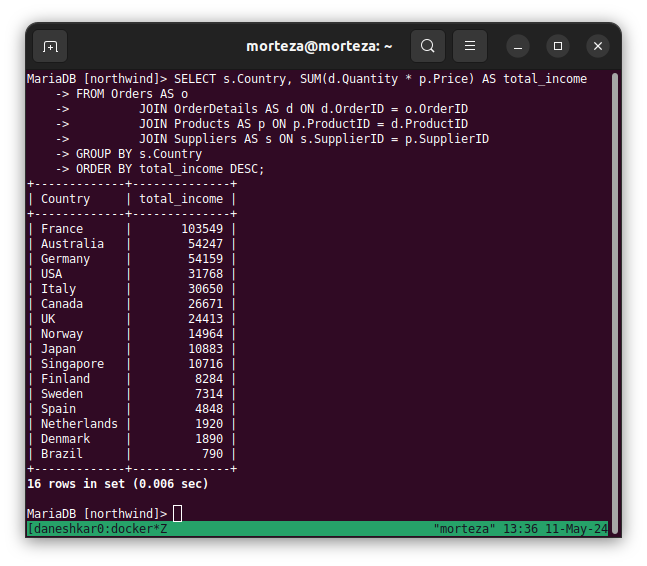 morteza@morteza: ~
MariaDB [northwind]> SELECT s.Country, SUM(d.Quantity * p.Price) AS total_income
    -> FROM Orders AS o
    ->          JOIN OrderDetails AS d ON d.OrderID = o.OrderID
    ->          JOIN Products AS p ON p.ProductID = d.ProductID
    ->          JOIN Suppliers AS s ON s.SupplierID = p.SupplierID
    -> GROUP BY s.Country
    -> ORDER BY total_income DESC;
+-------------+--------------+
| Country     | total_income |
+-------------+--------------+
| France      |       103549 |
| Australia   |        54247 |
| Germany     |        54159 |
| USA         |        31768 |
| Italy       |        30650 |
| Canada      |        26671 |
| UK          |        24413 |
| Norway      |        14964 |
| Japan       |        10883 |
| Singapore   |        10716 |
| Finland     |         8284 |
| Sweden      |         7314 |
| Spain       |         4848 |
| Netherlands |         1920 |
| Denmark     |         1890 |
| Brazil      |          790 |
+-------------+--------------+
16 rows in set (0.006 sec)
MariaDB [northwind]>
[daneshkar0:docker*Z "morteza" 13:36 11-May-24